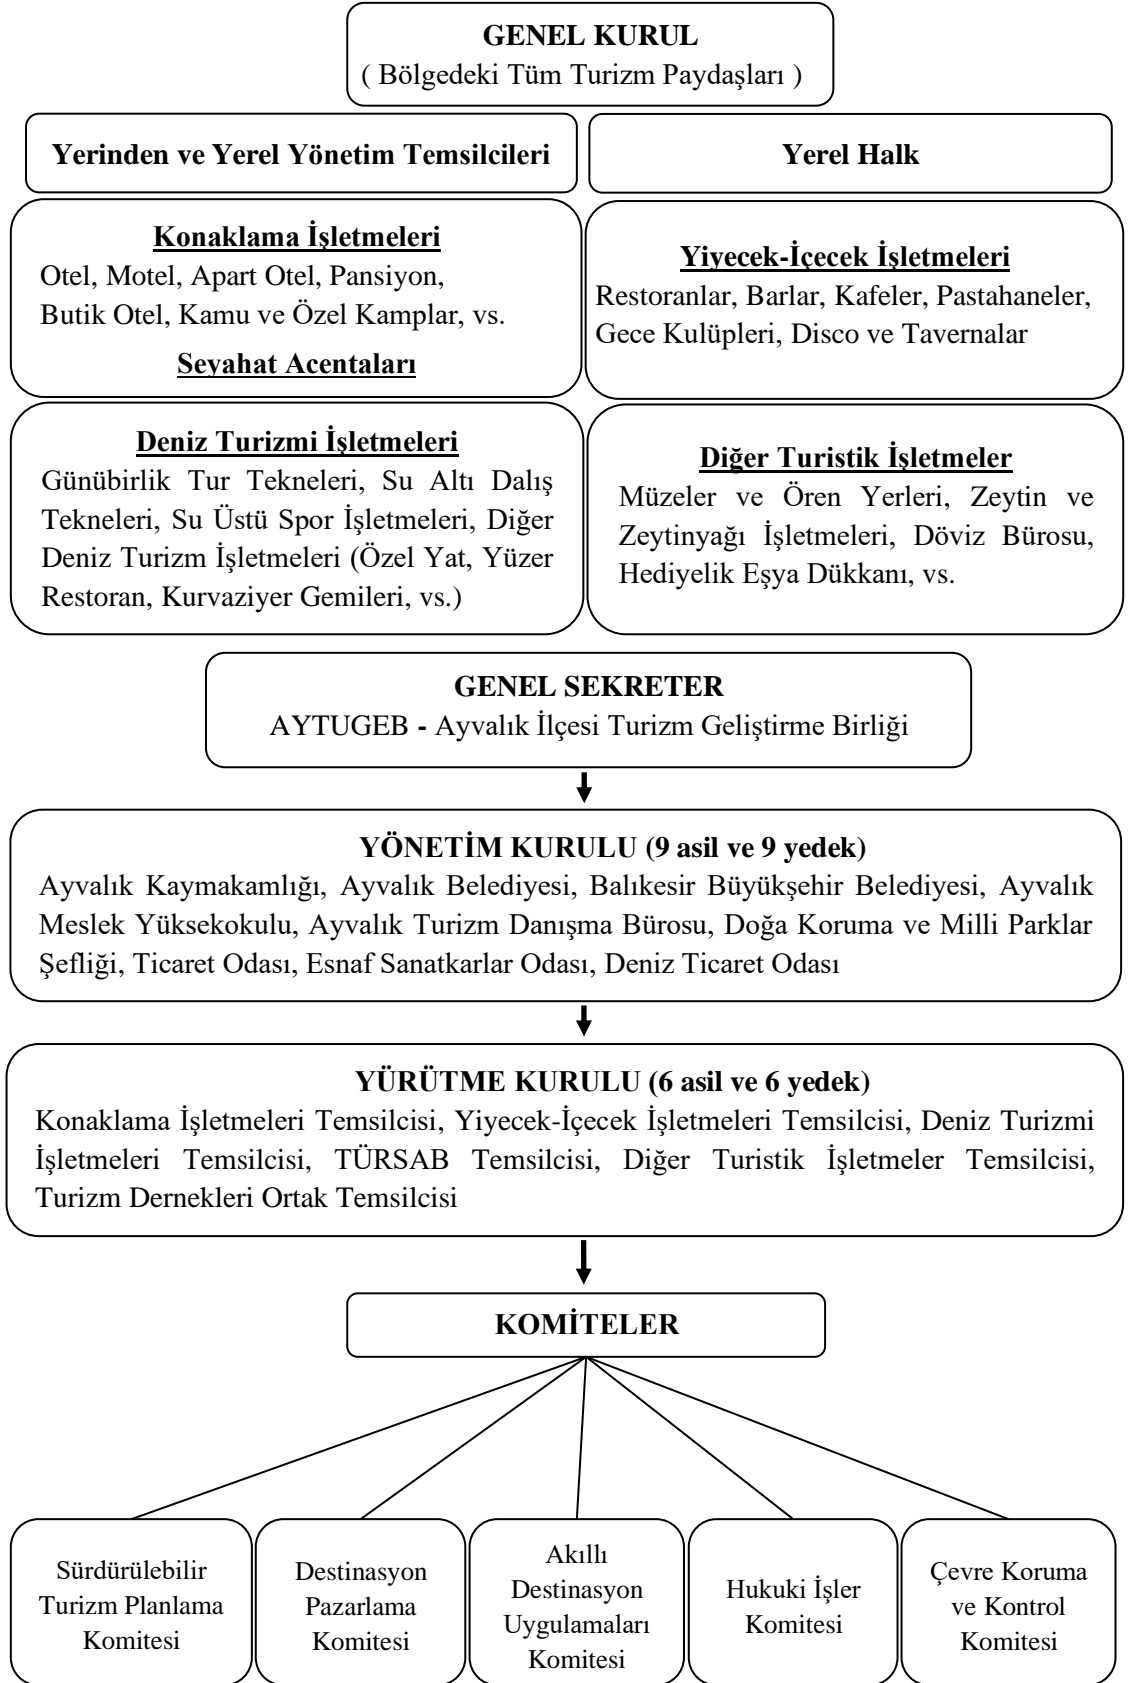 GENEL KURUL
( Bölgedeki Tüm Turizm Paydaşları )
Yerinden ve Yerel Yönetim Temsilcileri
Yerel Halk
Konaklama İşletmeleri
Otel, Motel, Apart Otel, Pansiyon,
Butik Otel, Kamu ve Özel Kamplar, vs.
Seyahat Acentaları
Yiyecek-İçecek İşletmeleri
Restoranlar, Barlar, Kafeler, Pastahaneler,
Gece Kulüpleri, Disco ve Tavernalar
Deniz Turizmi İşletmeleri
Günübirlik Tur Tekneleri, Su Altı Dalış
Tekneleri, Su Üstü Spor İşletmeleri, Diğer
Deniz Turizm İşletmeleri (Özel Yat, Yüzer
Restoran, Kurvaziyer Gemileri, vs.)
Diğer Turistik İşletmeler
Müzeler ve Ören Yerleri, Zeytin ve
Zeytinyağı İşletmeleri, Döviz Bürosu,
Hediyelik Eşya Dükkanı, vs.
GENEL SEKRETER
AYTUGEB - Ayvalık İlçesi Turizm Geliştirme Birliği
YÖNETİM KURULU (9 asil ve 9 yedek)
Ayvalık Kaymakamlığı, Ayvalık Belediyesi, Balıkesir Büyükşehir Belediyesi, Ayvalık
Meslek Yüksekokulu, Ayvalık Turizm Danışma Bürosu, Doğa Koruma ve Milli Parklar
Şefliği, Ticaret Odası, Esnaf Sanatkarlar Odası, Deniz Ticaret Odası
YÜRÜTME KURULU (6 asil ve 6 yedek)
Konaklama İşletmeleri Temsilcisi, Yiyecek-İçecek İşletmeleri Temsilcisi, Deniz Turizmi
İşletmeleri Temsilcisi, TÜRSAB Temsilcisi, Diğer Turistik İşletmeler Temsilcisi,
Turizm Dernekleri Ortak Temsilcisi
KOMİTELER
Sürdürülebilir
Turizm Planlama
Komitesi
Destinasyon
Pazarlama
Komitesi
Akıllı
Destinasyon
Uygulamaları
Komitesi
Hukuki İşler
Komitesi
Çevre Koruma
ve Kontrol
Komitesi